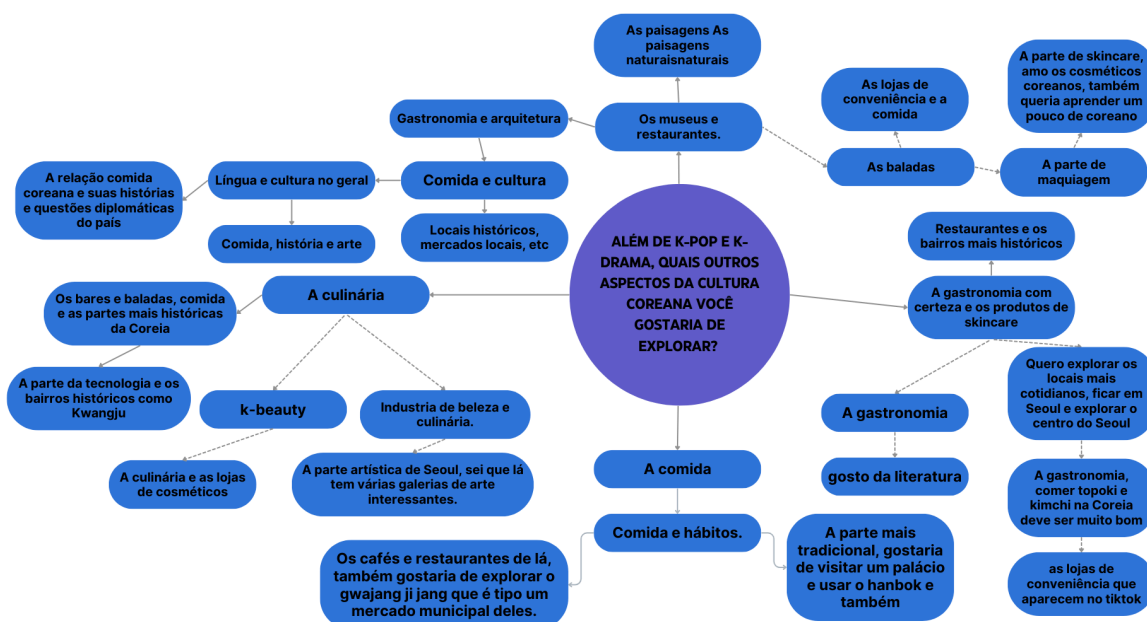 As paisagens As
paisagens
naturaisnaturais
A parte de skincare,
amo os cosméticos
coreanos, também
queria aprender um
pouco de coreano
As lojas de
conveniência e a
comida
Gastronomia e arquitetura
Os museus e
restaurantes.
As baladas
A parte de
maquiagem
A relação comida
coreana e suas histórias
e questões diplomáticas
do país
Língua e cultura no geral
Comida e cultura
Comida, história e arte
Locais históricos,
mercados locais, etc
ALÉM DE K-POP E K-
DRAMA, QUAIS OUTROS
ASPECTOS DA CULTURA
COREANA VOCÊ
GOSTARIA DE
EXPLORAR?
Restaurantes e os
bairros mais históricos
A gastronomia com
certeza e os produtos de
skincare
A culinária
Os bares e baladas, comida
e as partes mais históricas
da Coreia
A parte da tecnologia e os
bairros históricos como
Kwangju
k-beauty
Industria de beleza e
culinária.
A culinária e as lojas
de cosméticos
A parte artística de Seoul, sei que lá
tem várias galerias de arte
interessantes.
A gastronomia
gosto da literatura
Quero explorar os
locais mais
cotidianos, ficar em
Seoul e explorar o
centro do Seoul
A gastronomia,
comer topoki e
kimchi na Coreia
deve ser muito bom
as lojas de
conveniência que
aparecem no tiktok
A comida
Comida e hábitos.
Os cafés e restaurantes de lá,
também gostaria de explorar o
gwajang ji jang que é tipo um
mercado municipal deles.
A parte mais
tradicional, gostaria
de visitar um palácio
e usar o hanbok e
também